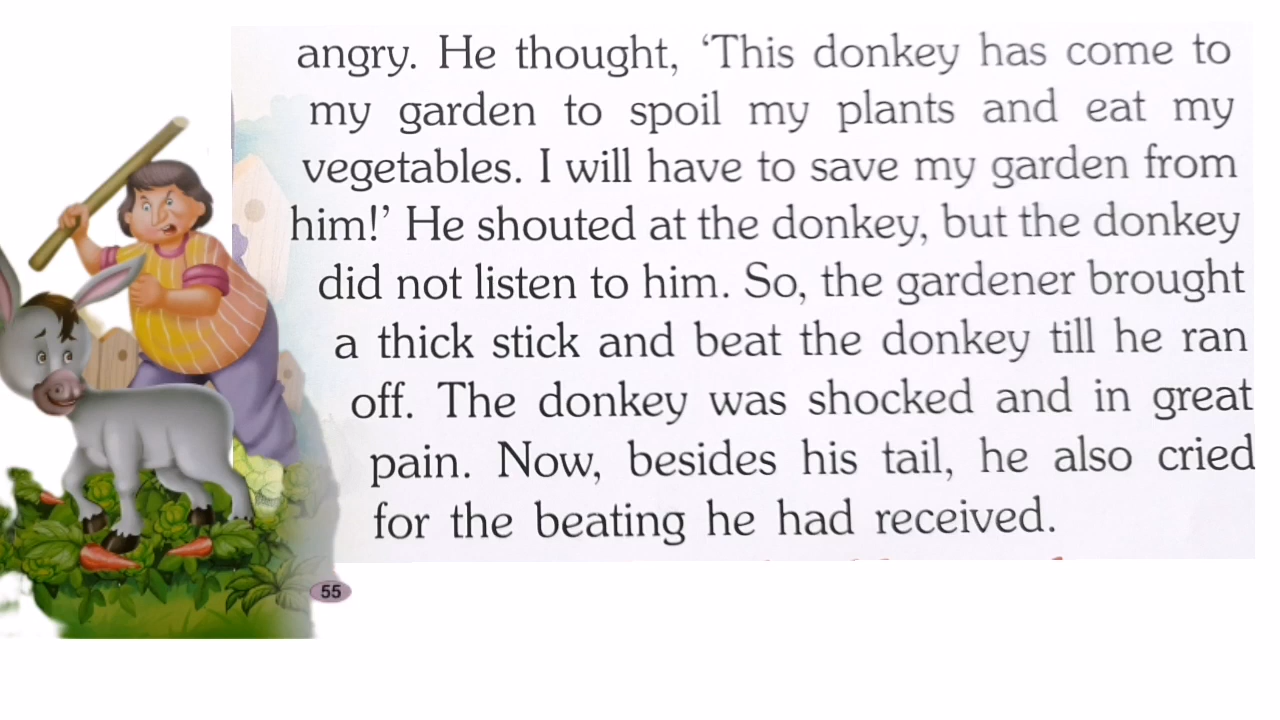 angry. He thought, ‘This donkey has come to
my garden to spoil my plants and eat my
vegetables. I will have to save my garden from
him!’ He shouted at the donkey, but the donkey
did not listen to him. So, the gardener brought
a thick stick and beat the donkey till he ran
off. The donkey was shocked and in great
pain. Now, besides his tail, he also cried
for the beating he had received.
55